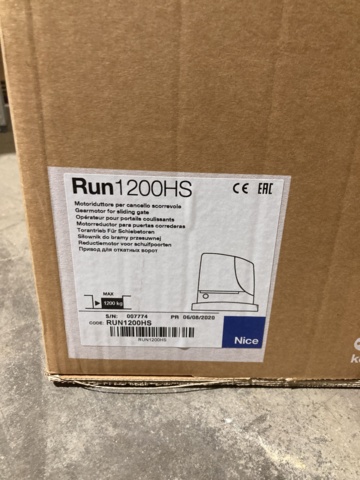 Run1200HS
CE EAC
Motoriduttore per cancello scorrevole
Gearmotor for sliding gate
Opérateur pour portails coulissants
Motorreductor para puertas correderas
Torantrieb Für Schiebetoren
Siłownik do bramy przesuwnej
Reductiemotor voor schuifpoorten
Привод для откатных ворот
MAX
1200 kg
S/N: 007774 PR 06/08/2020
CODE: RUN1200HS
RUN1200HS
Nice